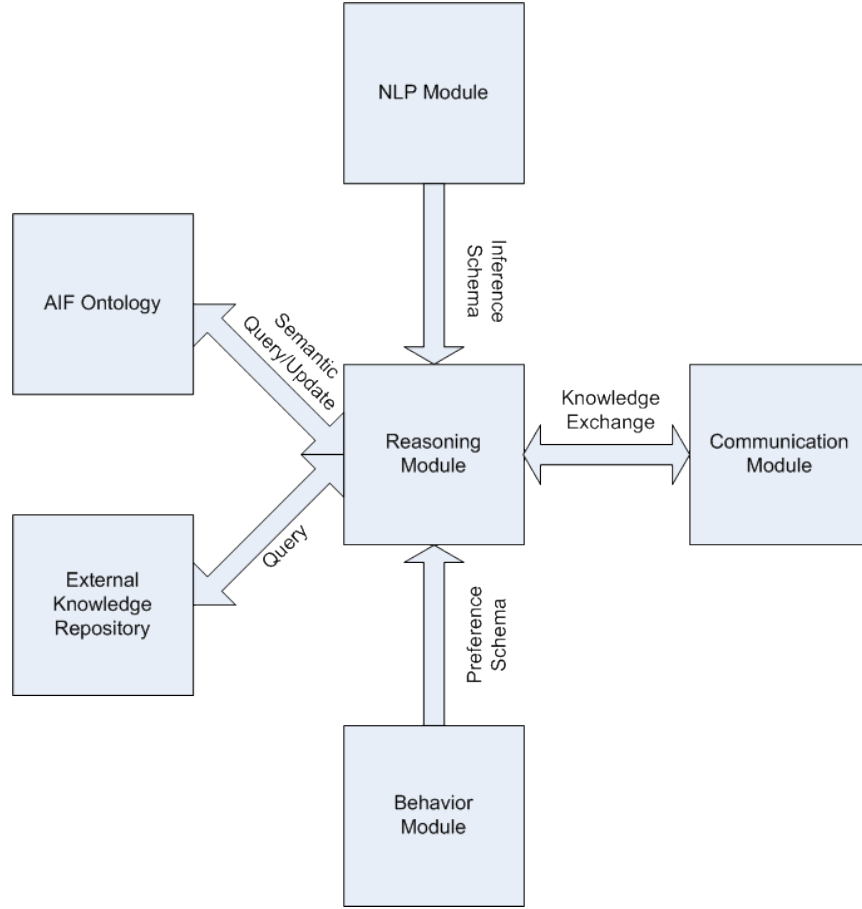 NLP Module
Inference
Schema
AIF Ontology
Semantic
Query/Update
Knowledge
Exchange
Reasoning
Module
Communication
Module
Query
External
Knowledge
Repository
Preference
Schema
Behavior
Module